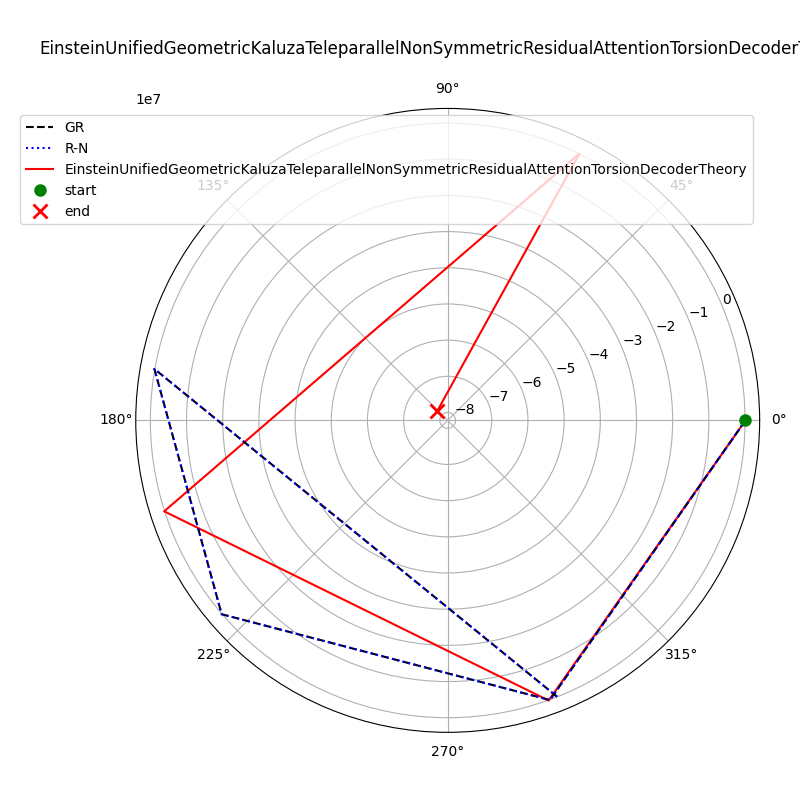 EinsteinUnifiedGeometricKaluzaTeleparallelNonSymmetricResidualAttentionTorsionDecoder
90°
1e7
GR
R-N
EinsteinUnifiedGeometricKaluzaTeleparallelNonSymmetricResidualAttentionTorsionDecoderTheory
start
end
135°
45°
0
−1
−2
−3
−4
−5
−6
−7
−8
180°
0°
225°
315°
270°